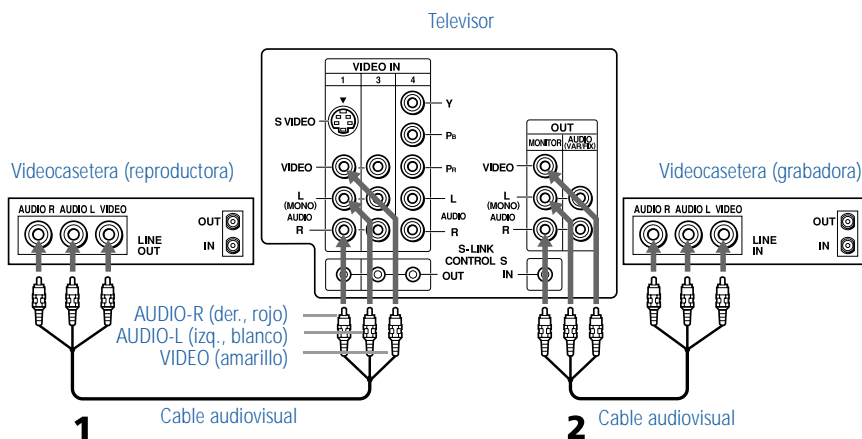 Televisor
VIDEO IN
1 3 4
S VIDEO
Y
PB
PR
VIDEO
L
(MONO)
AUDIO
R
L
AUDIO
R
OUT
MONITOR
AUDIO
(VAR/FIX)
VIDEO
L
(MONO)
AUDIO
R
S-LINK
CONTROL S
OUT
IN
Videocasetera (reproductora)
AUDIO R AUDIO L VIDEO
LINE
OUT
OUT
IN
Videocasetera (grabadora)
AUDIO R AUDIO L VIDEO
LINE
IN
OUT
IN
AUDIO-R (der., rojo)
AUDIO-L (izq., blanco)
VIDEO (amarillo)
1
Cable audiovisual
2
Cable audiovisual